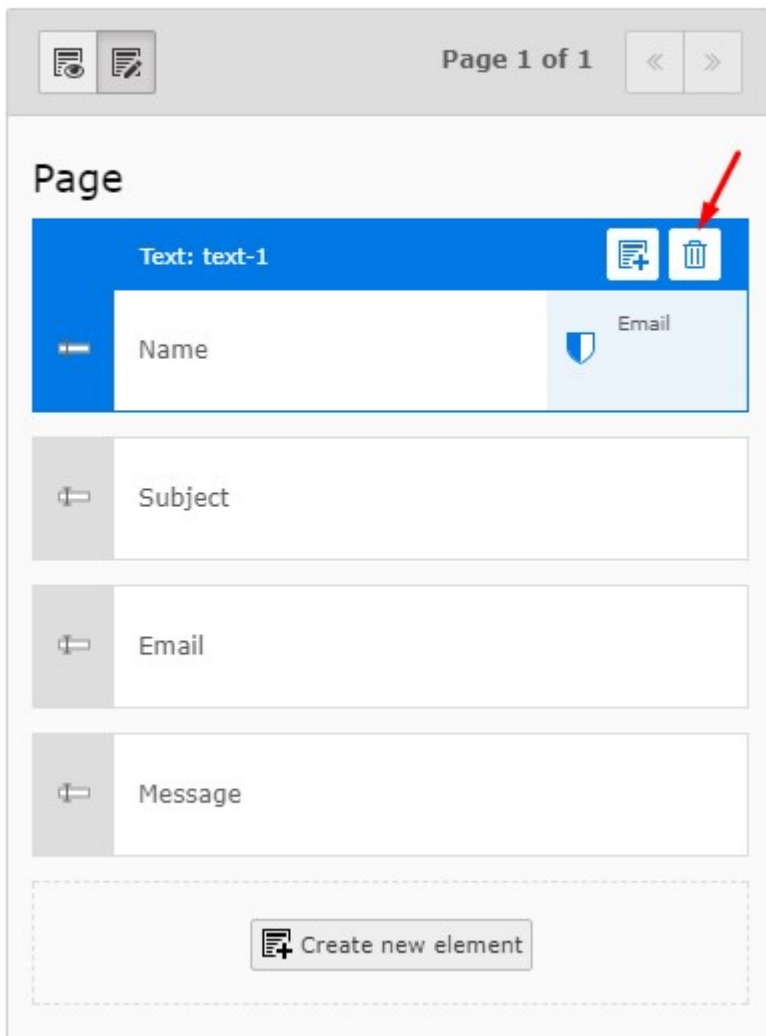 Page 1 of 1
Page
Text: text-1
Name
Email
Subject
Email
Message
Create new element